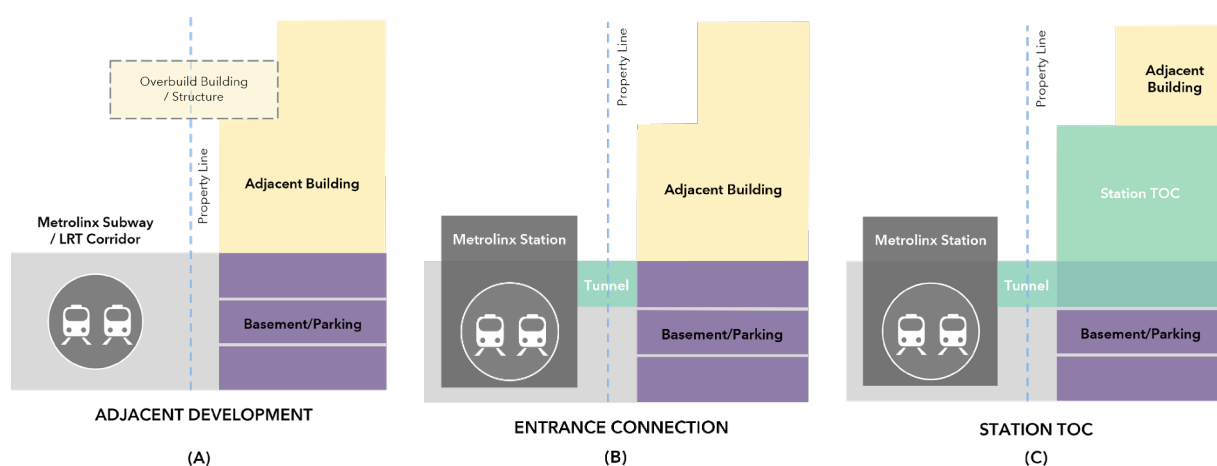 Overbuild Building
/ Structure
Property Line
Adjacent Building
Metrolinx Subway
/ LRT Corridor
Basement/Parking
ADJACENT DEVELOPMENT
(A)
Property Line
Adjacent Building
Metrolinx Station
Tunnel
Basement/Parking
ENTRANCE CONNECTION
(B)
Property Line
Adjacent
Building
Station TOC
Metrolinx Station
Tunnel
Basement/Parking
STATION TOC
(C)